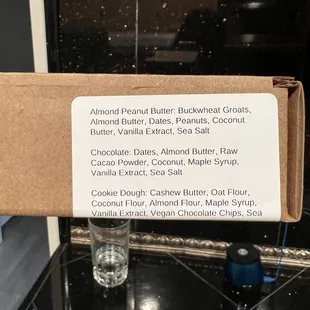 Almond Peanut Butter: Buckwheat Groats,
Almond Butter, Dates, Peanuts, Coconut
Butter, Vanilla Extract, Sea Salt
Chocolate: Dates, Almond Butter, Raw
Cacao Powder, Coconut, Maple Syrup,
Vanilla Extract, Sea Salt
Cookie Dough: Cashew Butter, Oat Flour,
Coconut Flour, Almond Flour, Maple Syrup,
Vanilla Extract, Vegan Chocolate Chips, Sea